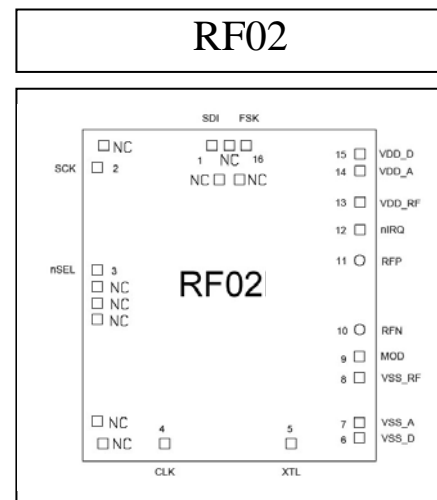 RF02
SDI FSK
NC 15 VDD_D
1 NC 16
SCK 2 14 VDD_A
NC NC
13 VDD_RF
12 nIRQ
nSEL 3 11 RFP
NC RF02
NC
NC
10 RFN
9 MOD
8 VSS_RF
NC 7 VSS_A
NC 4 5 6 VSS_D
CLK XTL